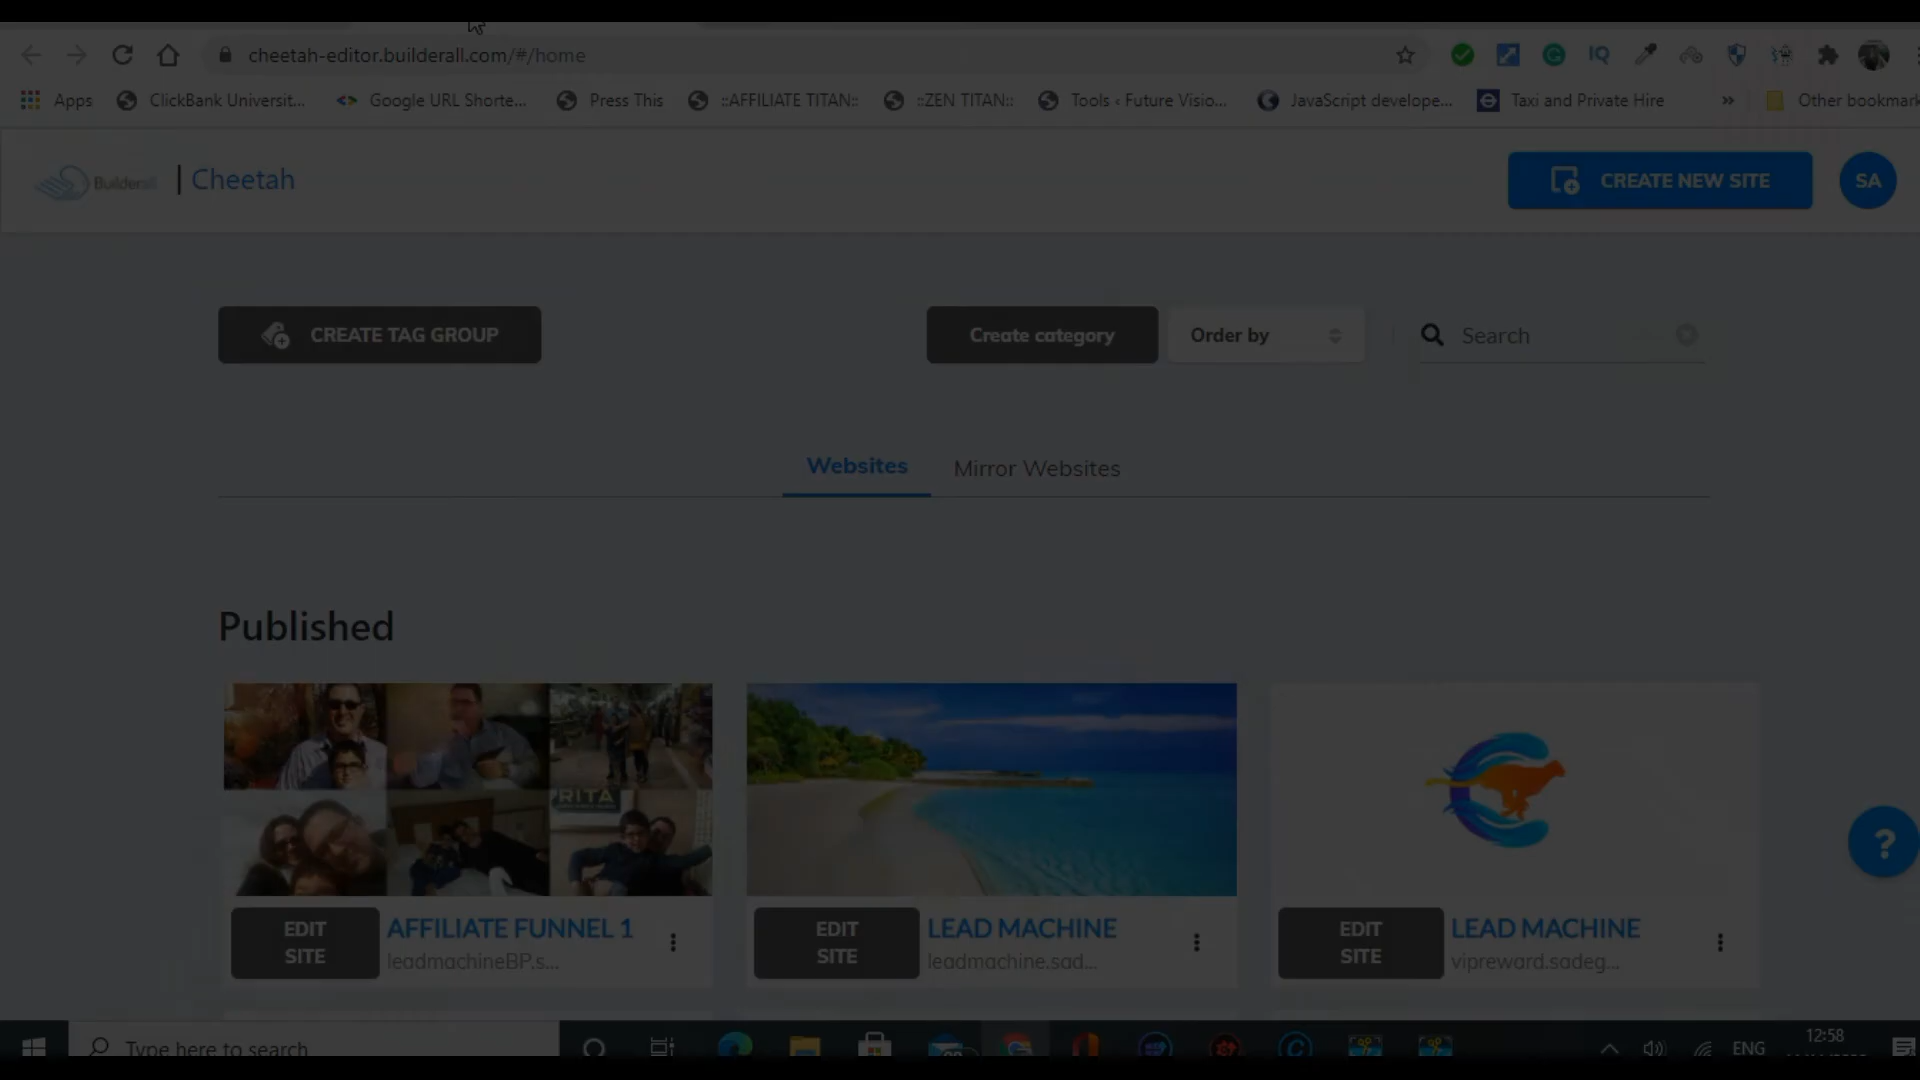 cheetah-editor.builderall.com/#/home
Apps ClickBank Universit... Google URL Shorte... Press This ::AFFILIATE TITAN:: ::ZEN TITAN:: Tools ‹ Future Visio... JavaScript develope... Taxi and Private Hire » Other bookmark
Builderall | Cheetah CREATE NEW SITE SA
CREATE TAG GROUP Create category Order by Search
Websites Mirror Websites
Published
RITA
EDIT SITE AFFILIATE FUNNEL 1
leadmachineBP.s...
EDIT SITE LEAD MACHINE
leadmachine.sad...
EDIT SITE LEAD MACHINE
vipreward.sadeg...
?
Type here to search ENG 12:58